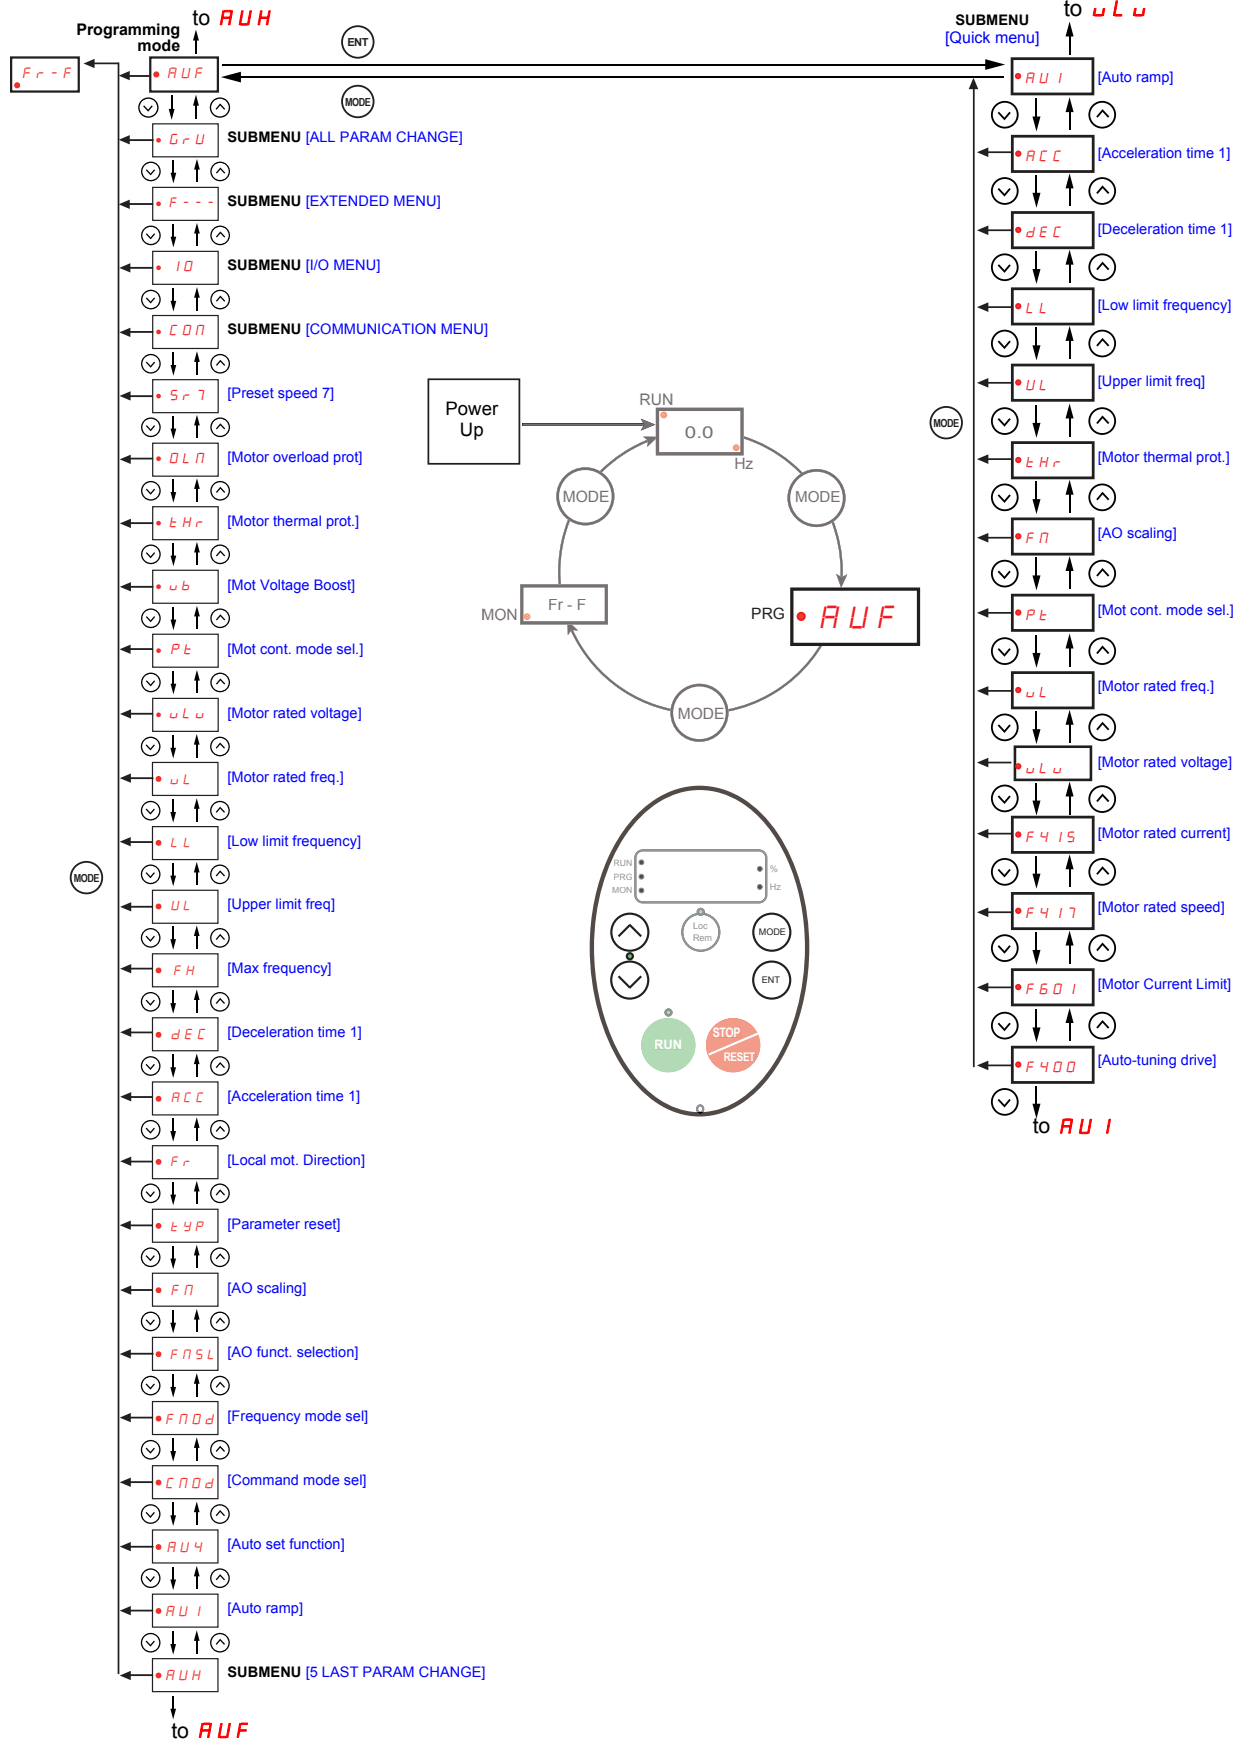 to AUH
Programming
mode
Fr-F
AUF
ENT
MODE
GrU
SUBMENU [ALL PARAM CHANGE]
F---
SUBMENU [EXTENDED MENU]
IO
SUBMENU [I/O MENU]
COM
SUBMENU [COMMUNICATION MENU]
Sr7
[Preset speed 7]
OLM
[Motor overload prot]
tHr
[Motor thermal prot.]
ub
[Mot Voltage Boost]
Pt
[Mot cont. mode sel.]
uLu
[Motor rated voltage]
uL
[Motor rated freq.]
LL
[Low limit frequency]
MODE
UL
[Upper limit freq]
FH
[Max frequency]
dEC
[Deceleration time 1]
ACC
[Acceleration time 1]
Fr
[Local mot. Direction]
tYP
[Parameter reset]
FM
[AO scaling]
FMSL
[AO funct. selection]
FMOd
[Frequency mode sel]
CMOd
[Command mode sel]
AU4
[Auto set function]
AU1
[Auto ramp]
AUH
SUBMENU [5 LAST PARAM CHANGE]
to AUF
Power
Up
RUN
0.0
Hz
MODE
MODE
MON
Fr - F
PRG
AUF
MODE
RUN
PRG
MON
%
Hz
Loc
Rem
MODE
ENT
RUN
STOP
RESET
to uLu
SUBMENU
[Quick menu]
AU1
[Auto ramp]
ACC
[Acceleration time 1]
dEC
[Deceleration time 1]
LL
[Low limit frequency]
UL
[Upper limit freq]
MODE
tHr
[Motor thermal prot.]
FM
[AO scaling]
Pt
[Mot cont. mode sel.]
uL
[Motor rated freq.]
uLu
[Motor rated voltage]
F415
[Motor rated current]
F417
[Motor rated speed]
F601
[Motor Current Limit]
F400
[Auto-tuning drive]
to AU1